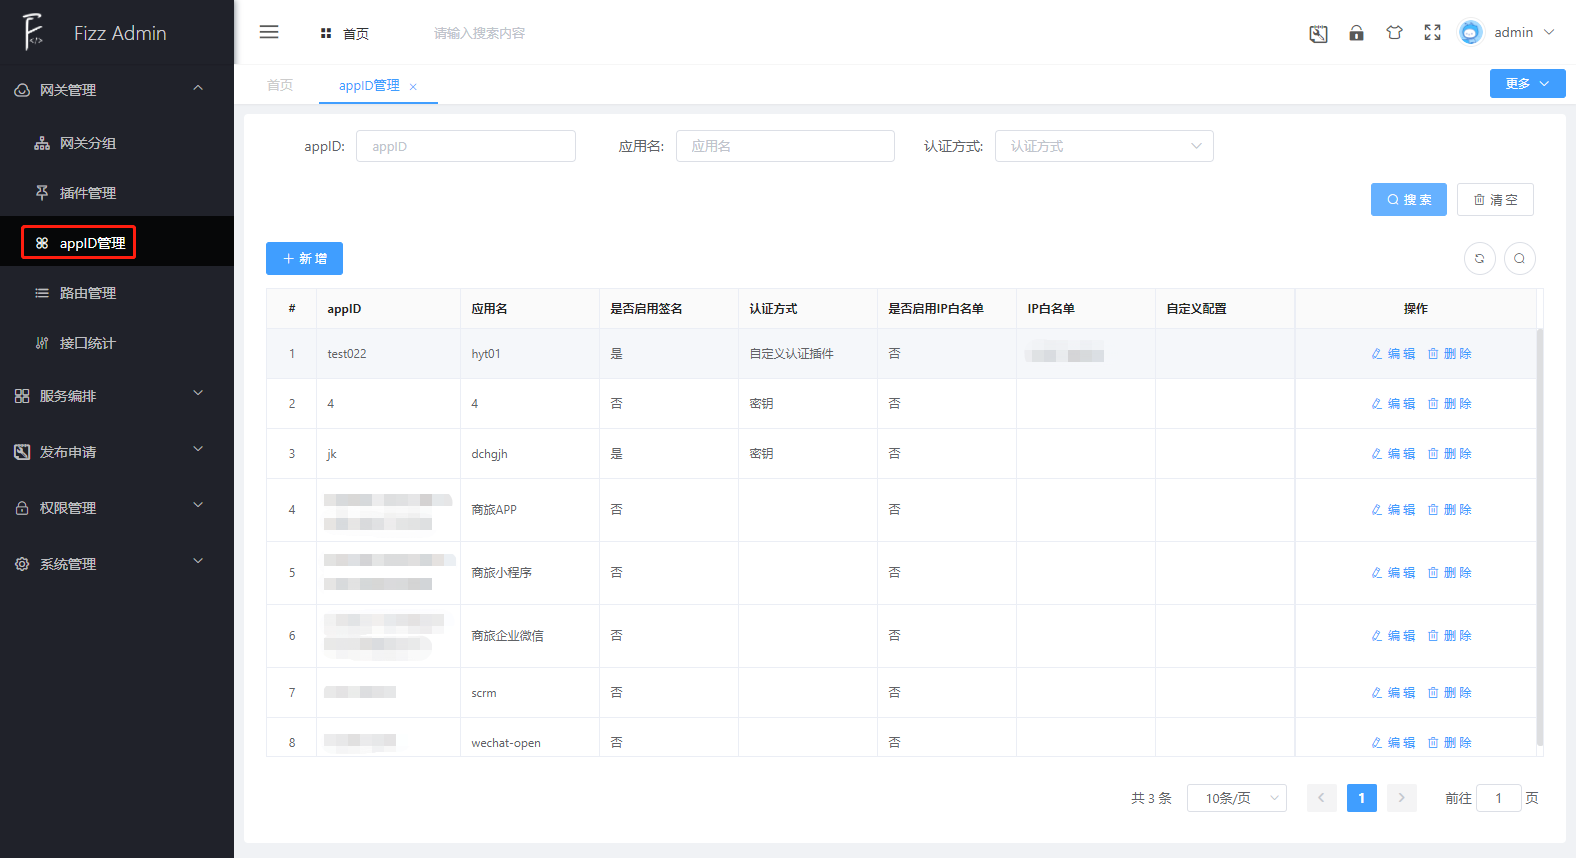 Fizz Admin
首页
请输入搜索内容
admin
首页
appID管理
更多
网关管理
网关分组
插件管理
appID管理
路由管理
接口统计
服务编排
发布申请
权限管理
系统管理
appID: appID
应用名: 应用名
认证方式: 认证方式
搜 索 清 空
新 增
# appID 应用名 是否启用签名 认证方式 是否启用IP白名单 IP白名单 自定义配置 操作
1 test022 hyt01 是 自定义认证插件 否 编 辑 删 除
2 4 4 否 密钥 否 编 辑 删 除
3 jk dchgjh 是 密钥 否 编 辑 删 除
4 商旅APP 否 否 编 辑 删 除
5 商旅小程序 否 否 编 辑 删 除
6 商旅企业微信 否 否 编 辑 删 除
7 scrm 否 否 编 辑 删 除
8 wechat-open 否 否 编 辑 删 除
共 3 条 10条/页 1 前往 1 页